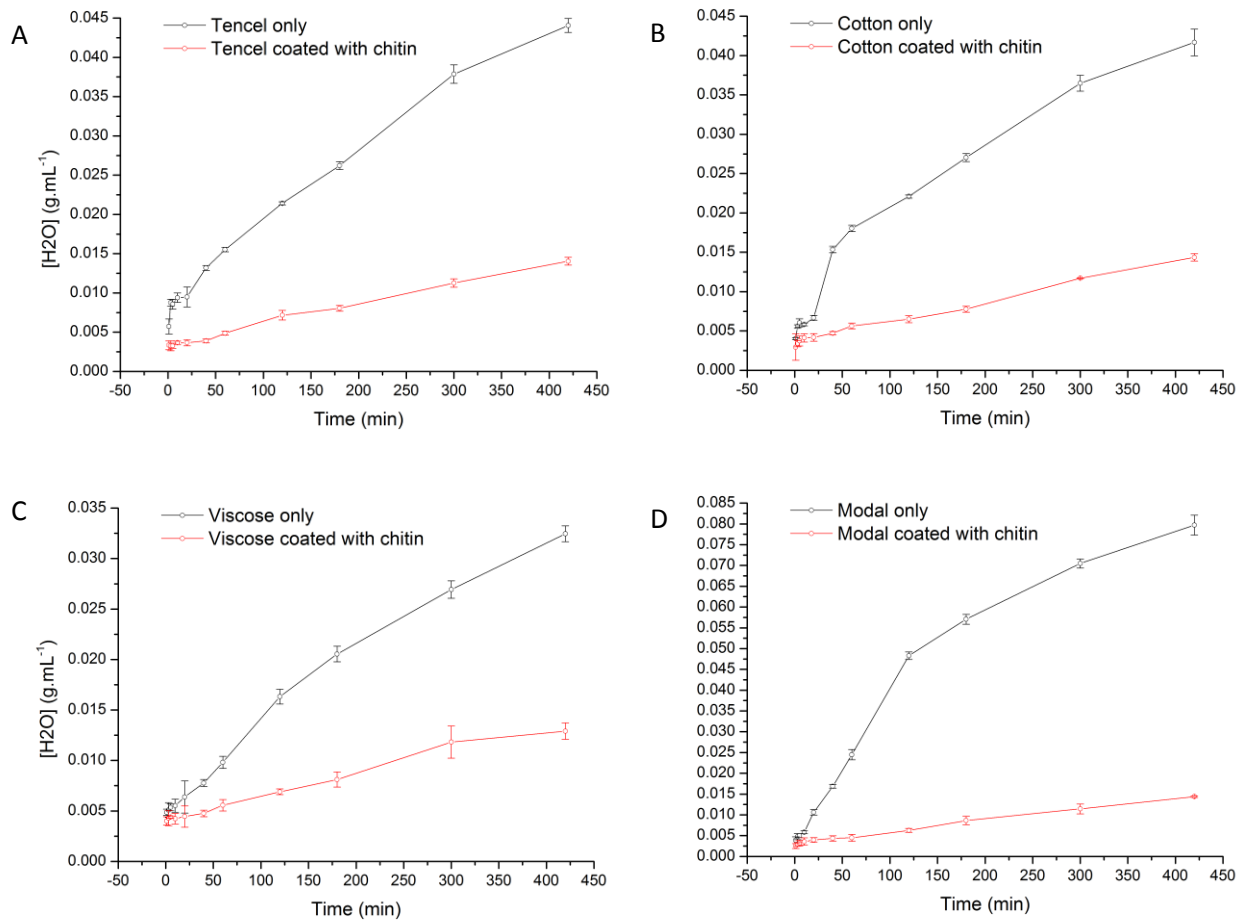 A
Tencel only
Tencel coated with chitin
0.045
0.040
0.035
0.030
0.025
0.020
0.015
0.010
0.005
0.000
[H2O] (g.mL⁻¹)
-50 0 50 100 150 200 250 300 350 400 450
Time (min)
B
Cotton only
Cotton coated with chitin
0.045
0.040
0.035
0.030
0.025
0.020
0.015
0.010
0.005
0.000
-50 0 50 100 150 200 250 300 350 400 450
Time (min)
C
Viscose only
Viscose coated with chitin
0.035
0.030
0.025
0.020
0.015
0.010
0.005
0.000
[H2O] (g.mL⁻¹)
-50 0 50 100 150 200 250 300 350 400 450
Time (min)
D
Modal only
Modal coated with chitin
0.085
0.080
0.075
0.070
0.065
0.060
0.055
0.050
0.045
0.040
0.035
0.030
0.025
0.020
0.015
0.010
0.005
0.000
-50 0 50 100 150 200 250 300 350 400 450
Time (min)